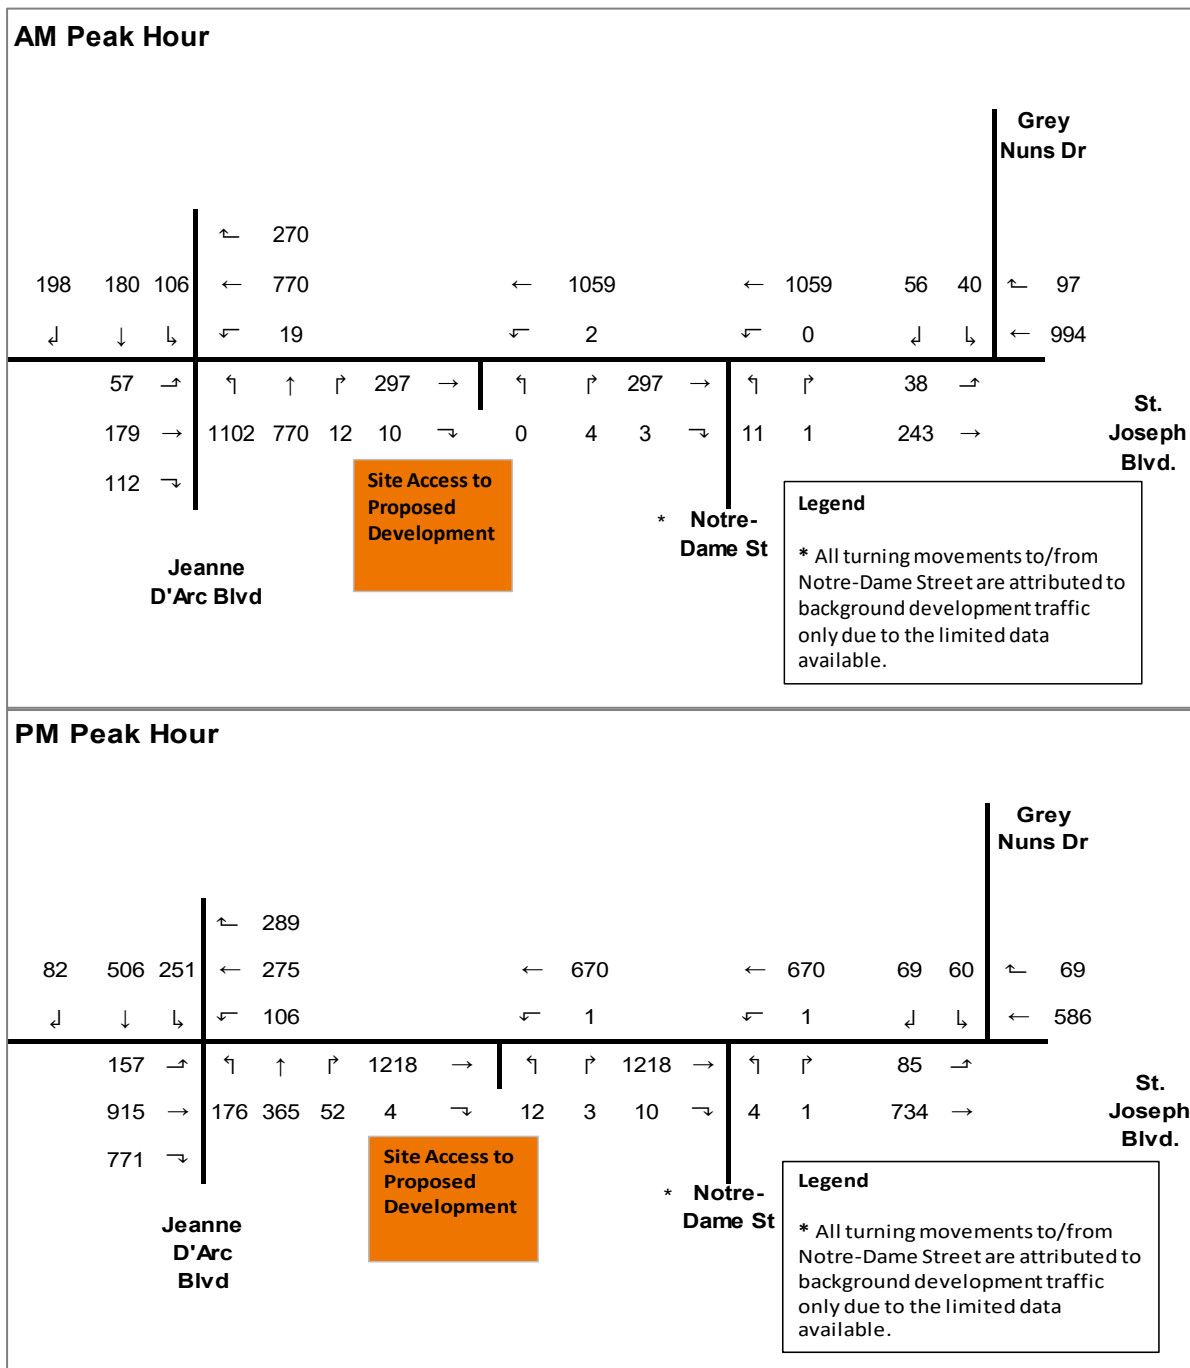 AM Peak Hour
Grey
Nuns Dr
↰ 270
198 180 106 ← 770 ← 1059 ← 1059 56 40 97
19 2 0 ← 994
57 ↑ 297 → 297 → 38
179 → 1102 770 12 10 0 4 3 11 1 243 →
112
Site Access to
Proposed
Development
* Notre-
Dame St
St.
Joseph
Blvd.
Jeanne
D'Arc Blvd
Legend
* All turning movements to/from
Notre-Dame Street are attributed to
background development traffic
only due to the limited data
available.
PM Peak Hour
Grey
Nuns Dr
289
82 506 251 ← 275 ← 670 ← 670 69 60 69
106 1 1 ← 586
157 ↑ 1218 → 1218 → 85
915 → 176 365 52 4 12 3 10 4 1 734 →
771
Site Access to
Proposed
Development
* Notre-
Dame St
St.
Joseph
Blvd.
Jeanne
D'Arc
Blvd
Legend
* All turning movements to/from
Notre-Dame Street are attributed to
background development traffic
only due to the limited data
available.